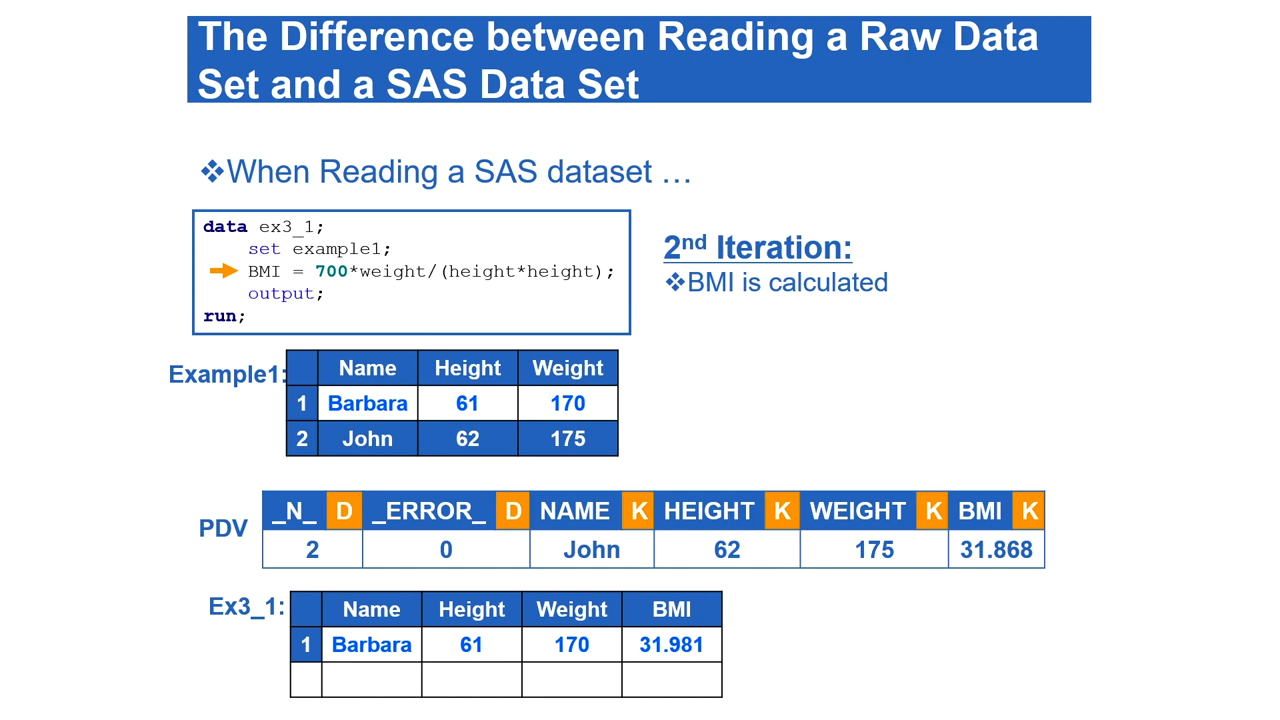 The Difference between Reading a Raw Data
Set and a SAS Data Set
❖When Reading a SAS dataset …
data ex3_1;
set example1;
BMI = 700*weight/(height*height);
output;
run;
2nd Iteration:
❖BMI is calculated
Example1:
Name Height Weight
1 Barbara 61 170
2 John 62 175
PDV
_N_ D _ERROR_ D NAME K HEIGHT K WEIGHT K BMI K
2 0 John 62 175 31.868
Ex3_1:
Name Height Weight BMI
1 Barbara 61 170 31.981